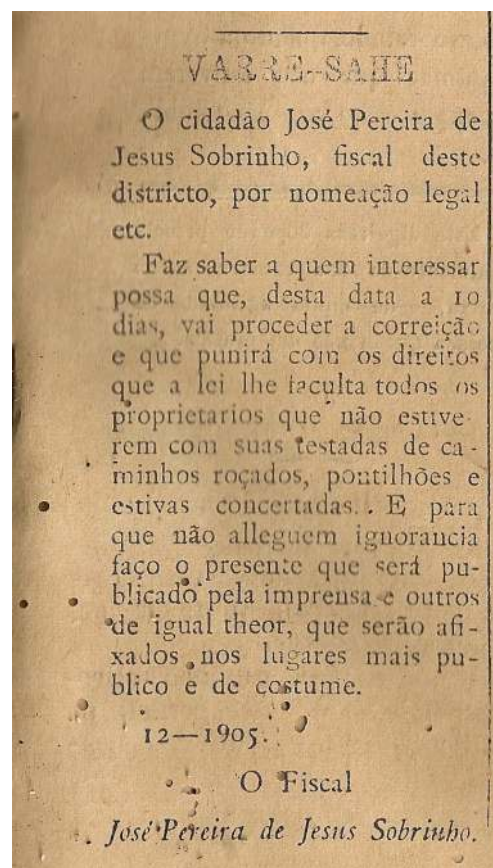 VARRE-SAHE
O cidadão José Pereira de
Jesus Sobrinho, fiscal deste
districto, por nomeação legal
etc.
Faz saber a quem interessar
possa que, desta data a 10
dias, vai proceder a correição
e que punirá com os direitos
que a lei lhe faculta todos os
proprietarios que não estive-
rem com suas testadas de ca-
minhos roçados, pontilhões e
estivas concertadas. E para
que não alleguem ignorancia
faço o presente que será pu-
blicado pela imprensa e outros
de igual theor, que serão afi-
xados nos lugares mais pu-
blico e de costume.
12—1905.
O Fiscal
José Pereira de Jesus Sobrinho.